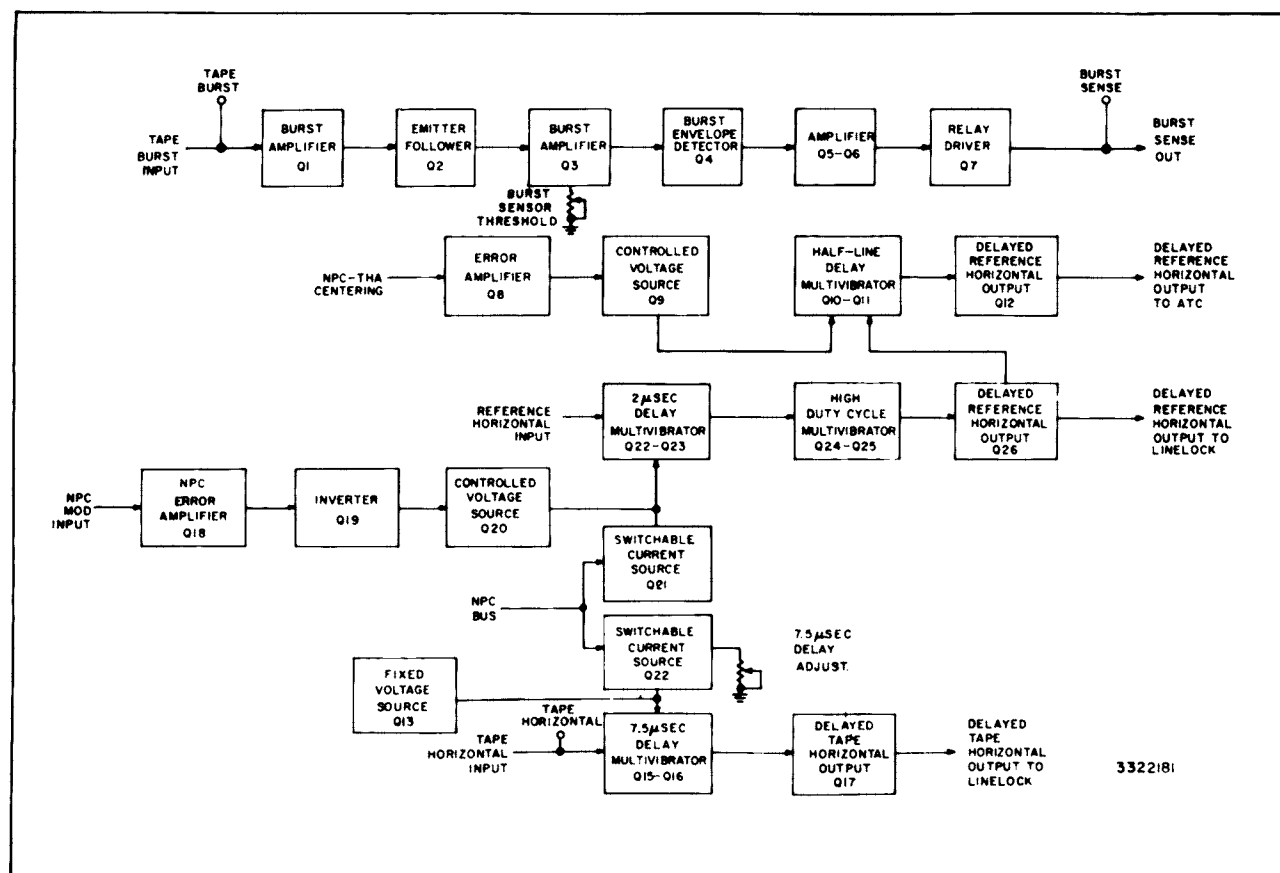 TAPE
BURST
TAPE
BURST
INPUT
BURST
AMPLIFIER
Q1
EMITTER
FOLLOWER
Q2
BURST
AMPLIFIER
Q3
BURST
ENVELOPE
DETECTOR
Q4
AMPLIFIER
Q5-Q6
RELAY
DRIVER
Q7
BURST
SENSE
BURST
SENSE
OUT
BURST
SENSOR
THRESHOLD
NPC-THA
CENTERING
ERROR
AMPLIFIER
Q8
CONTROLLED
VOLTAGE
SOURCE
Q9
HALF-LINE
DELAY
MULTIVIBRATOR
Q10-Q11
DELAYED
REFERENCE
HORIZONTAL
OUTPUT
Q12
DELAYED
REFERENCE
HORIZONTAL
OUTPUT
TO ATC
REFERENCE
HORIZONTAL
INPUT
2µSEC
DELAY
MULTIVIBRATOR
Q22-Q23
HIGH
DUTY CYCLE
MULTIVIBRATOR
Q24-Q25
DELAYED
REFERENCE
HORIZONTAL
OUTPUT
Q26
DELAYED
REFERENCE
HORIZONTAL
OUTPUT TO
LINELOCK
NPC
MOD
INPUT
NPC
ERROR
AMPLIFIER
Q18
INVERTER
Q19
CONTROLLED
VOLTAGE
SOURCE
Q20
SWITCHABLE
CURRENT
SOURCE
Q21
NPC
BUS
SWITCHABLE
CURRENT
SOURCE
Q22
7.5µSEC
DELAY
ADJUST.
FIXED
VOLTAGE
SOURCE
Q13
TAPE
HORIZONTAL
TAPE
HORIZONTAL
INPUT
7.5µSEC
DELAY
MULTIVIBRATOR
Q15-Q16
DELAYED
TAPE
HORIZONTAL
OUTPUT
Q17
DELAYED
TAPE
HORIZONTAL
OUTPUT TO
LINELOCK
3322181